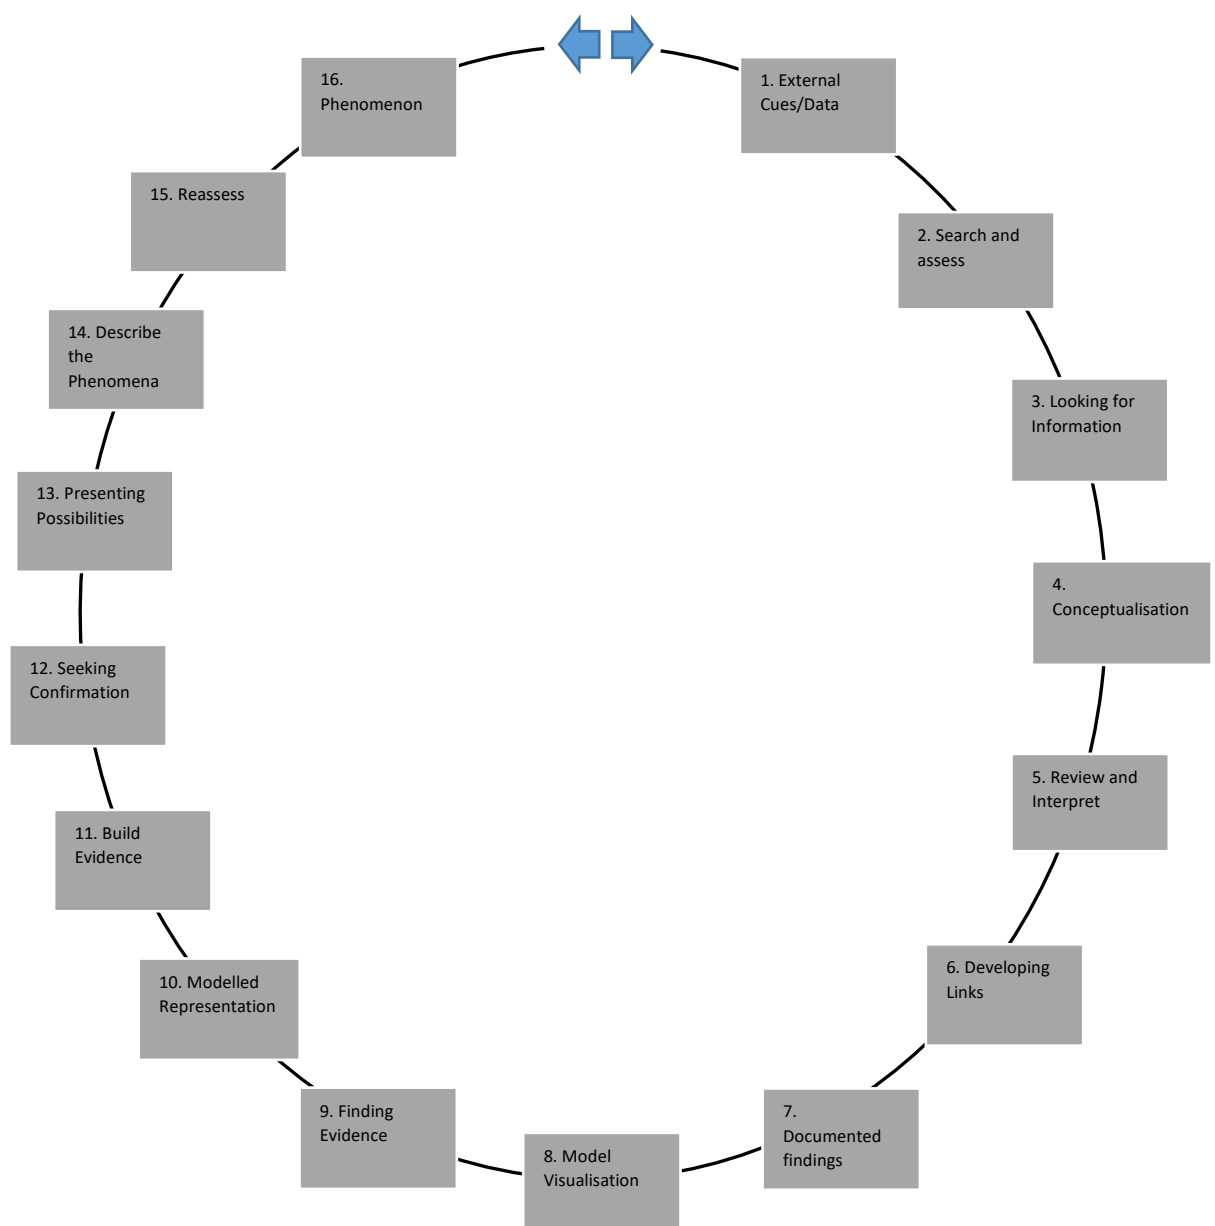 1. External
Cues/Data
2. Search and
assess
3. Looking for
Information
4.
Conceptualisation
5. Review and
Interpret
6. Developing
Links
7.
Documented
findings
8. Model
Visualisation
9. Finding
Evidence
10. Modelled
Representation
11. Build
Evidence
12. Seeking
Confirmation
13. Presenting
Possibilities
14. Describe
the
Phenomena
15. Reassess
16.
Phenomenon